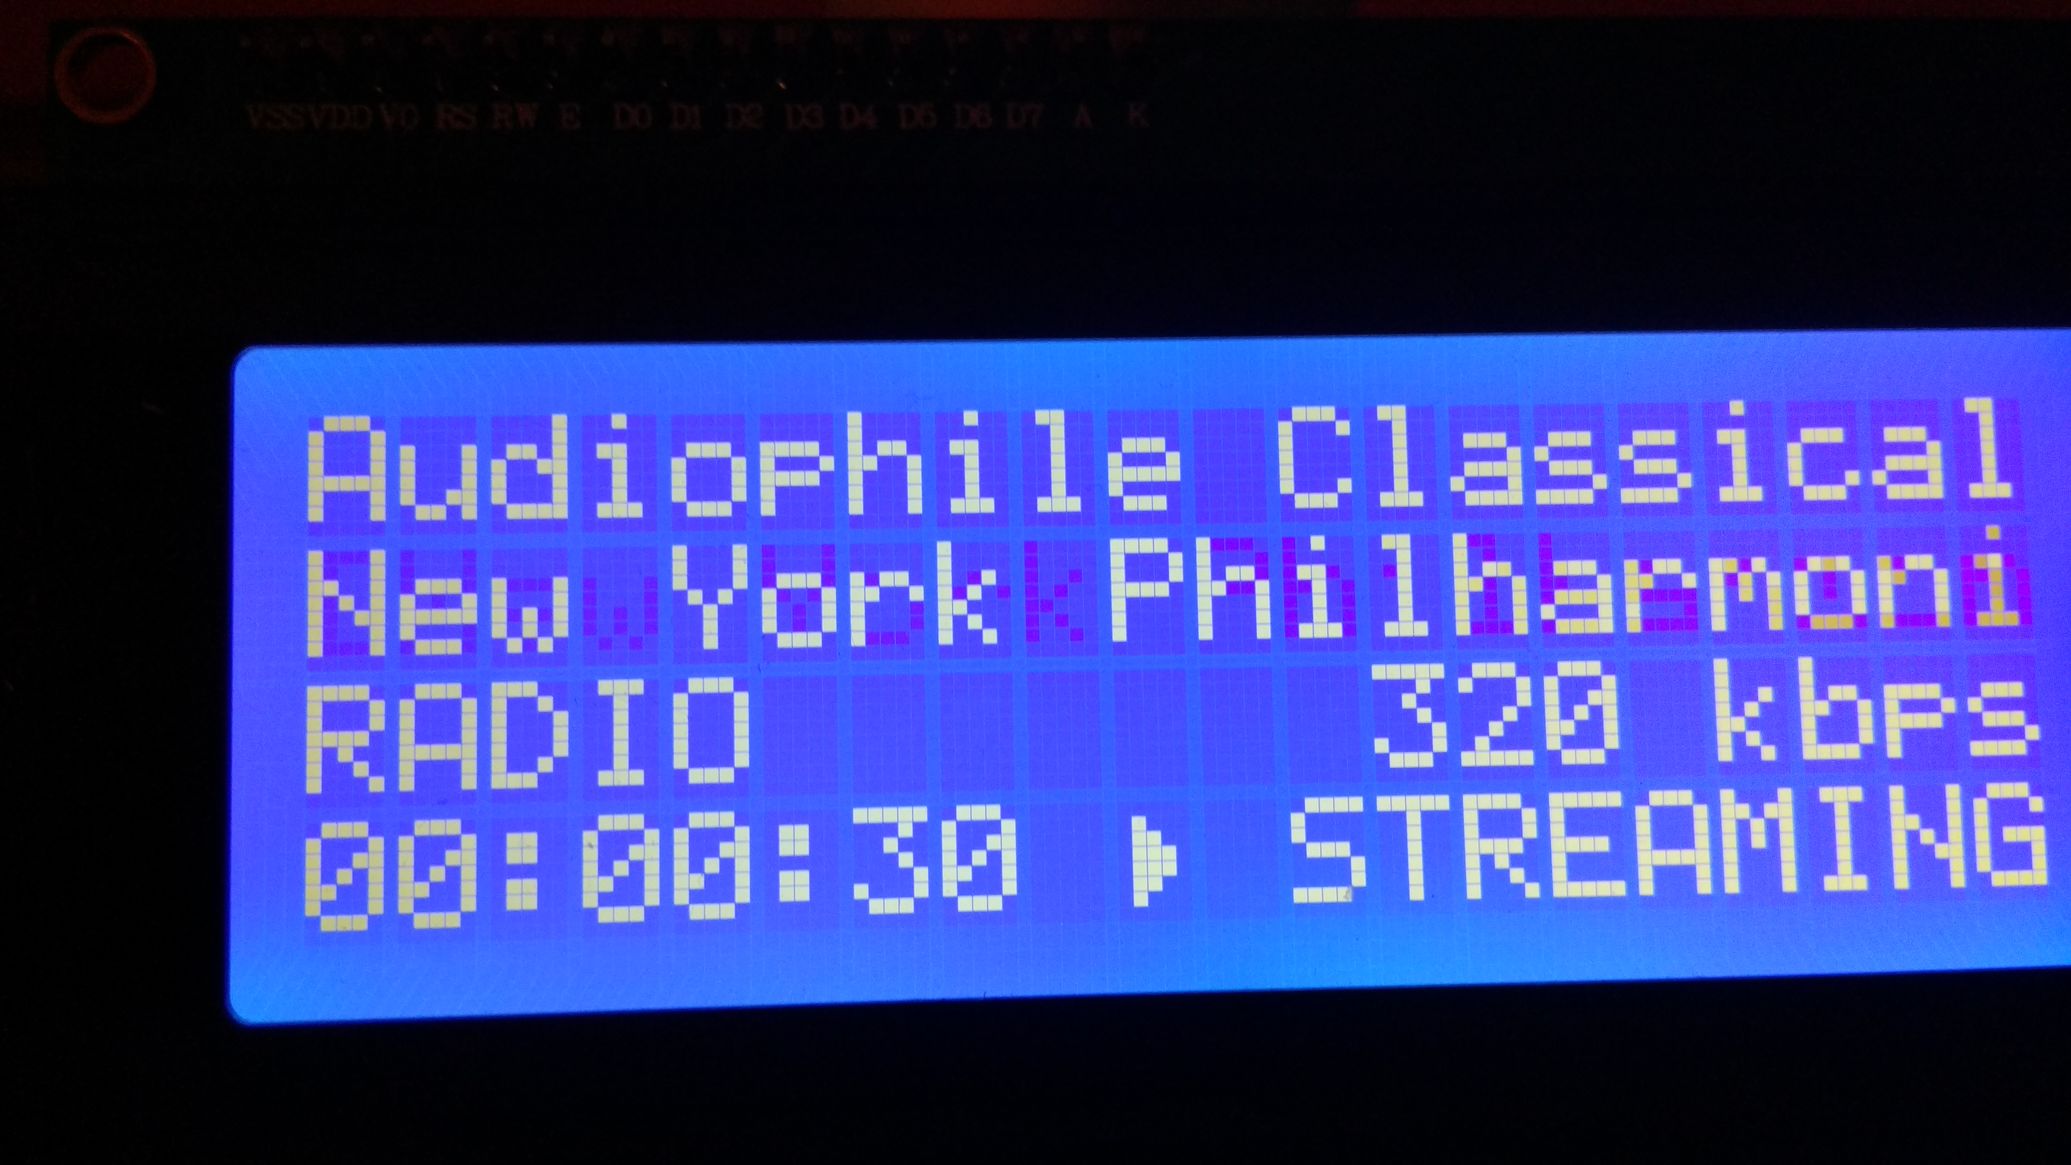 VSS VDD V0 RS RW E D0 D1 D2 D3 D4 D5 D6 D7 A K
Audiophile Classical
New York Philharmoni
RADIO 320 kbps
00:00:30 STREAMING